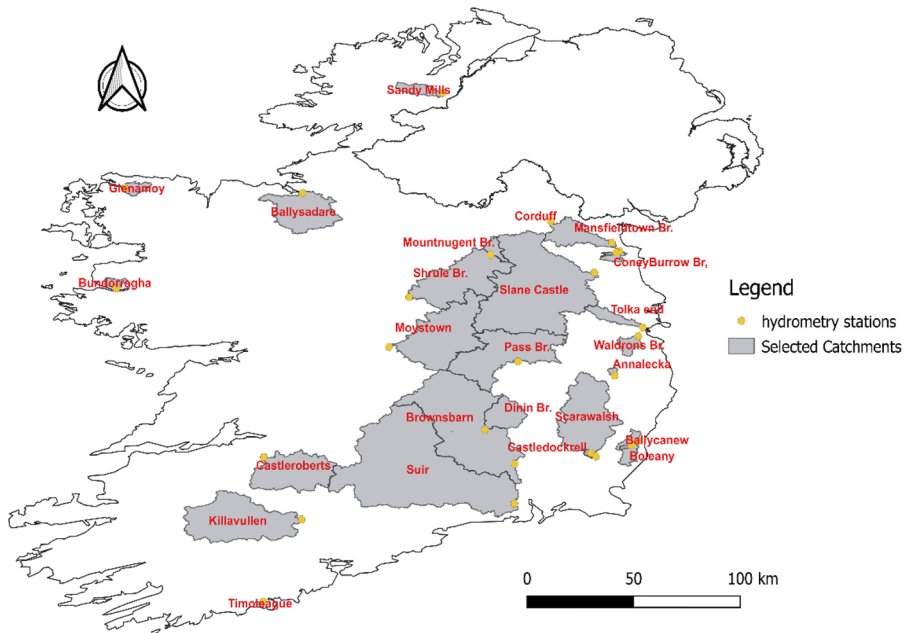 Sandy Mills
Glenamoy
Ballysadare
Corduff
Mansfieldtown Br.
Mountnugent Br.
ConeyBurrow Br,
Shrule Br.
Bundorregha
Slane Castle
Legend
Tolka end
hydrometry stations
Moystown
Pass Br.
Waldrons Br.
Selected Catchments
Annalecka
Dinin Br.
Brownsbarn
Scarawalsh
Castledockrell
Ballycanew
Boleany
Castleroberts
Suir
Killavullen
Timoleague
0 50 100 km